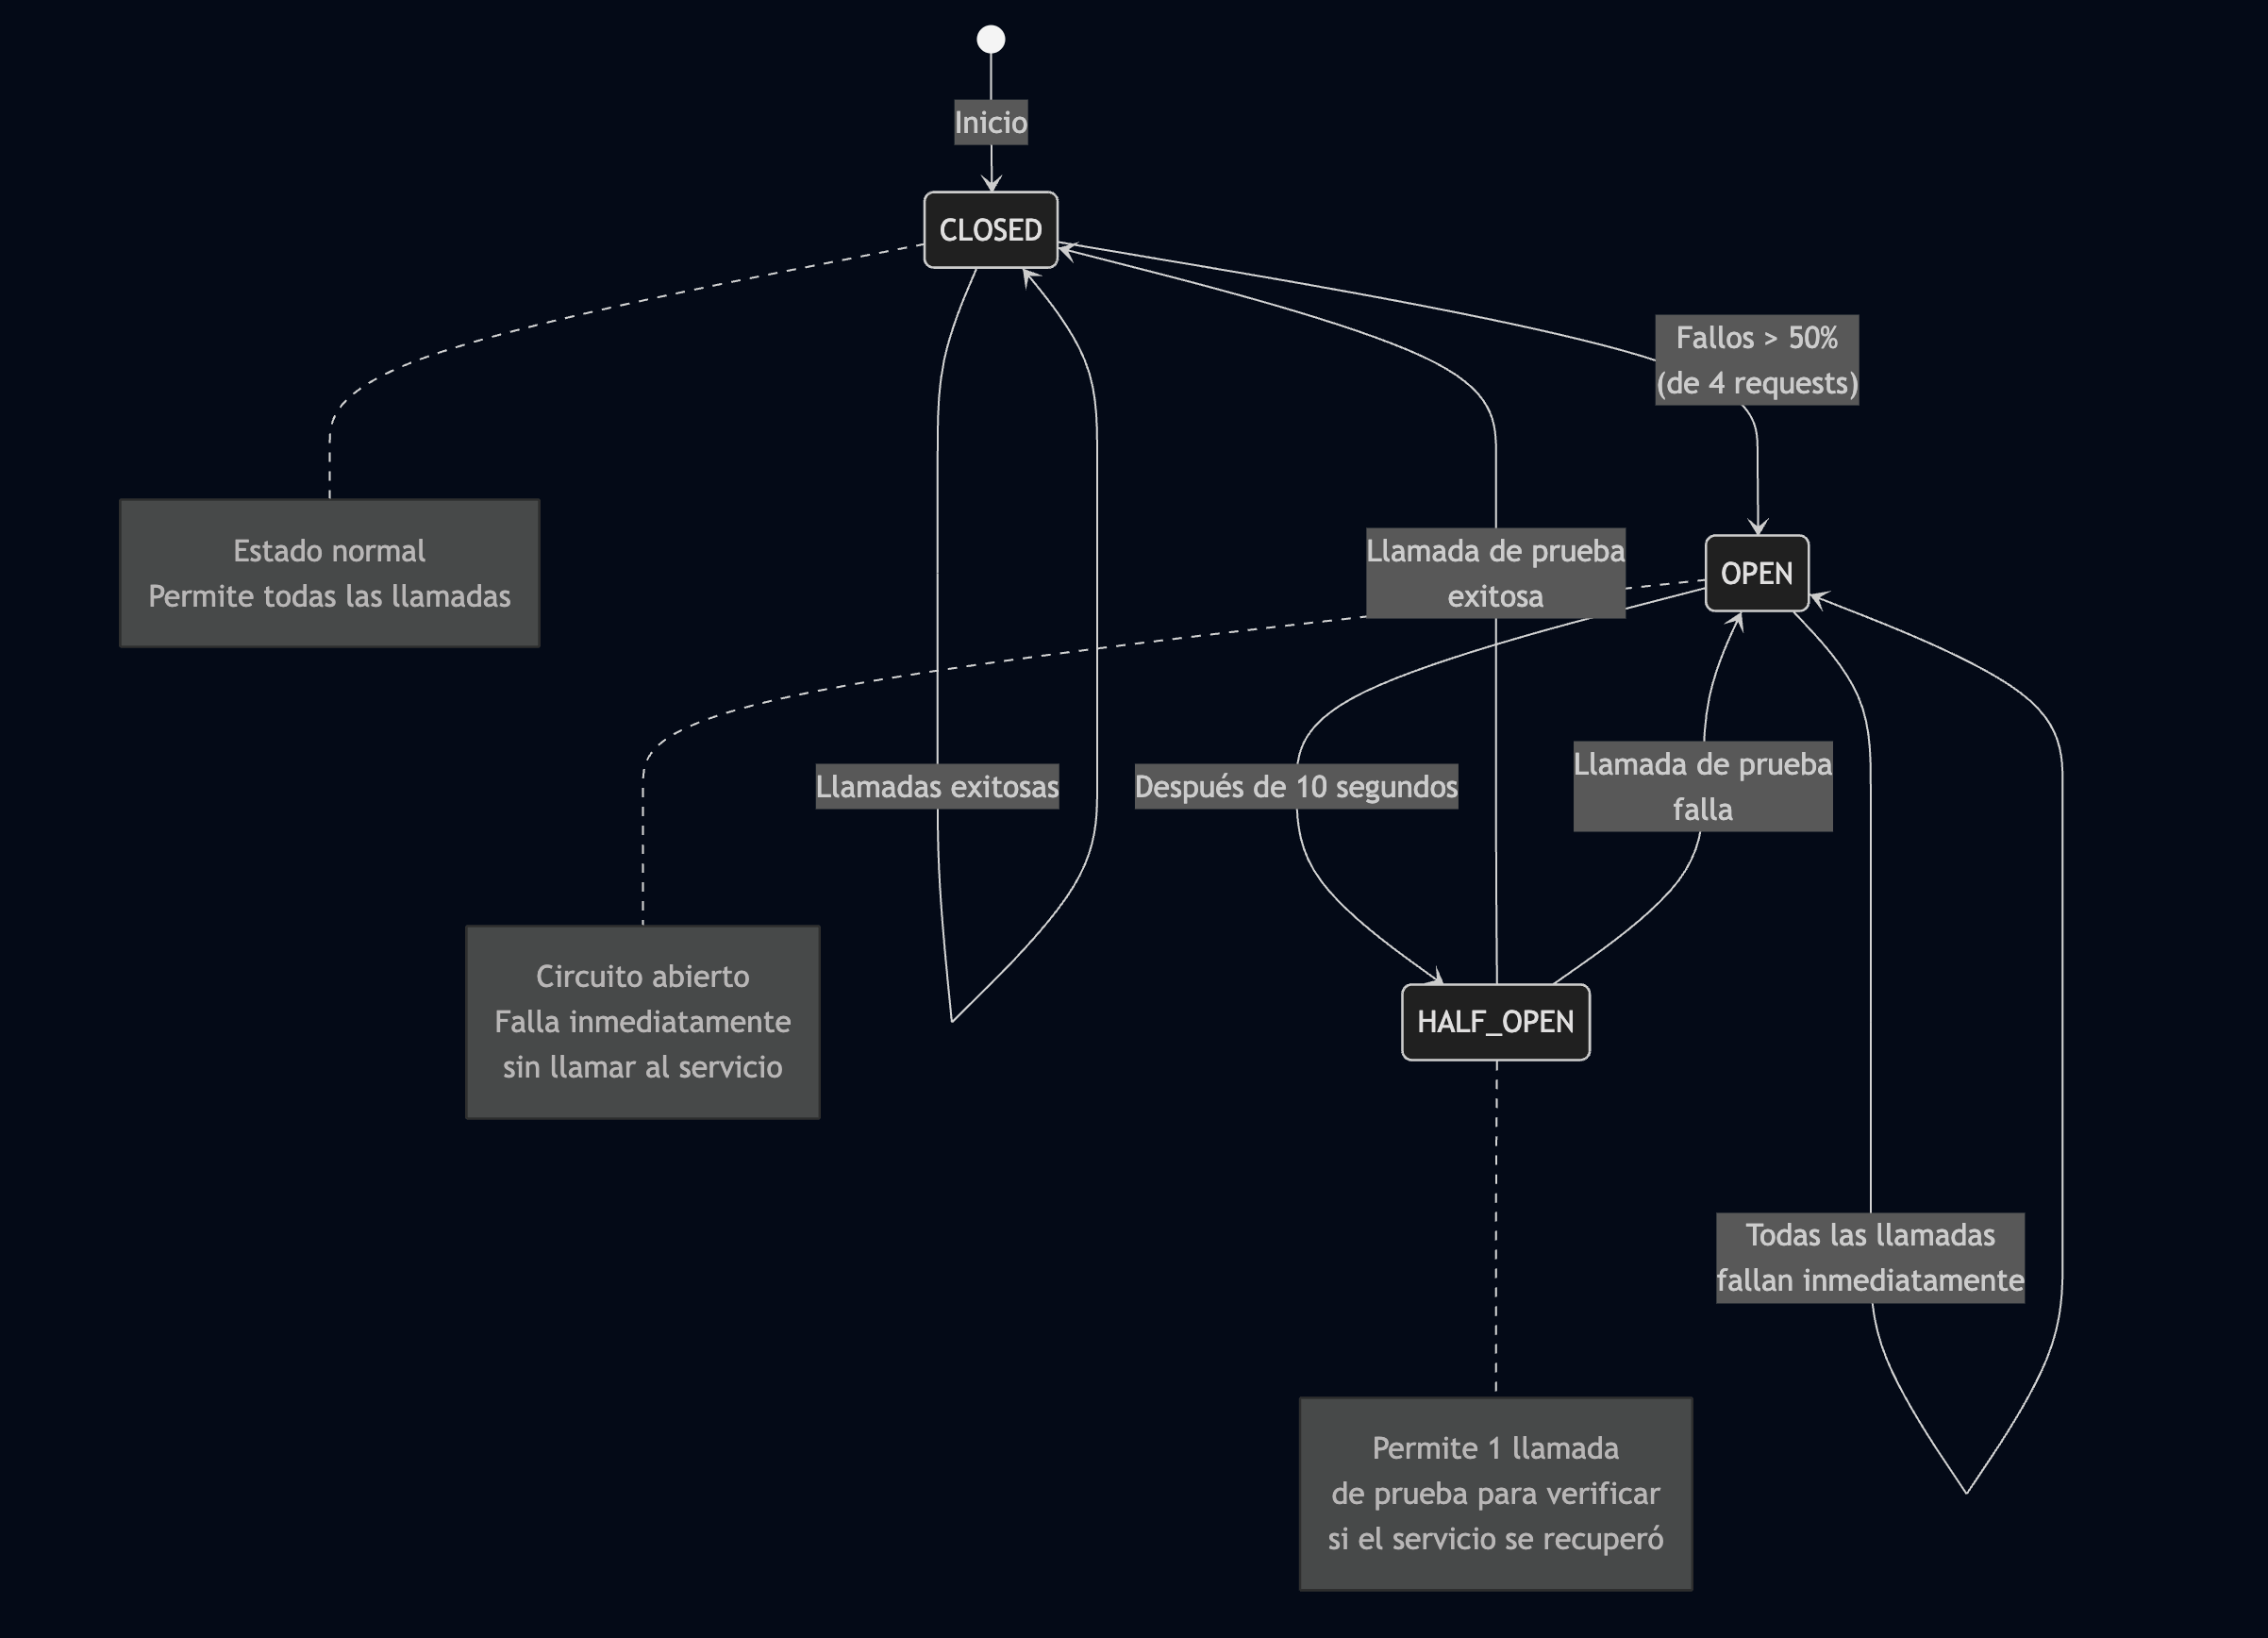 Inicio
CLOSED
Fallos > 50%
(de 4 requests)
Estado normal
Permite todas las llamadas
Llamada de prueba
exitosa
OPEN
Llamadas exitosas
Después de 10 segundos
Llamada de prueba
falla
Circuito abierto
Falla inmediatamente
sin llamar al servicio
HALF_OPEN
Todas las llamadas
fallan inmediatamente
Permite 1 llamada
de prueba para verificar
si el servicio se recuperó